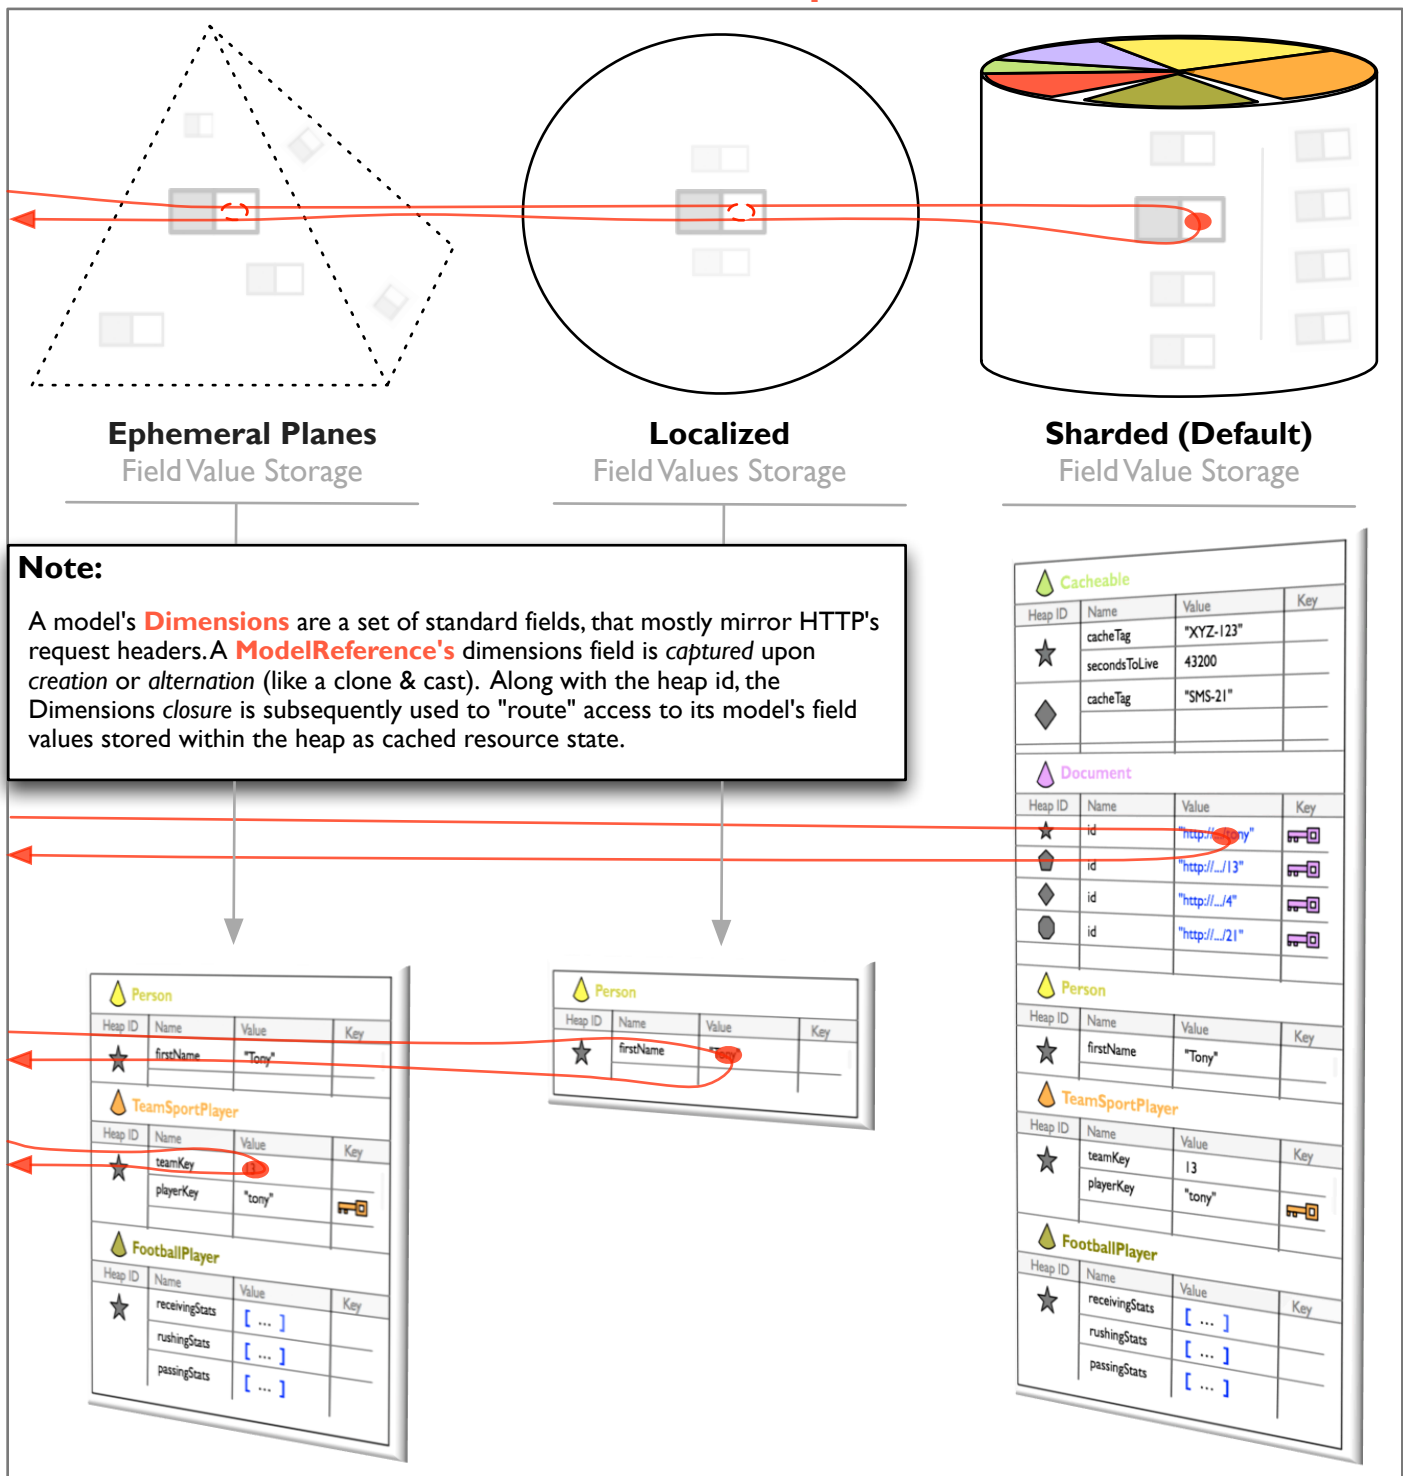 Ephemeral Planes
Field Value Storage
Localized
Field Values Storage
Sharded (Default)
Field Value Storage
Note:
A model's Dimensions are a set of standard fields, that mostly mirror HTTP's
request headers. A ModelReference's dimensions field is captured upon
creation or alternation (like a clone & cast). Along with the heap id, the
Dimensions closure is subsequently used to "route" access to its model's field
values stored within the heap as cached resource state.
Cacheable
Heap ID Name Value Key
cacheTag "XYZ-123"
secondsToLive 43200
cacheTag "SMS-21"
Document
Heap ID Name Value Key
id "http://.../tony"
id "http://.../13"
id "http://.../4"
id "http://.../21"
Person
Heap ID Name Value Key
firstName "Tony"
TeamSportPlayer
Heap ID Name Value Key
teamKey 13
playerKey "tony"
FootballPlayer
Heap ID Name Value Key
receivingStats [ ... ]
rushingStats [ ... ]
passingStats [ ... ]
Person
Heap ID Name Value Key
firstName "Tony"
Person
Heap ID Name Value Key
firstName "Tony"
TeamSportPlayer
Heap ID Name Value Key
teamKey 13
playerKey "tony"
FootballPlayer
Heap ID Name Value Key
receivingStats [ ... ]
rushingStats [ ... ]
passingStats [ ... ]